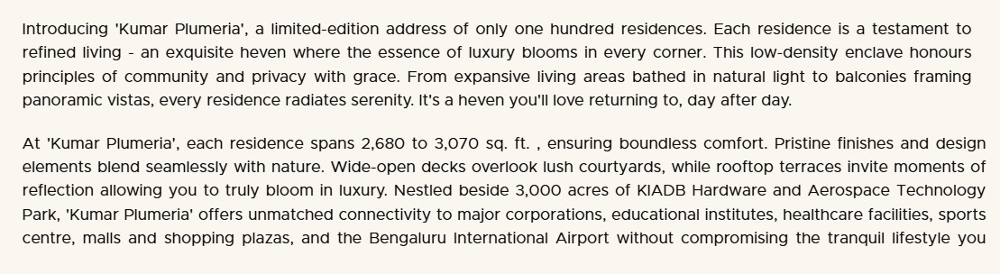 Introducing 'Kumar Plumeria', a limited-edition address of only one hundred residences. Each residence is a testament to
refined living - an exquisite heven where the essence of luxury blooms in every corner. This low-density enclave honours
principles of community and privacy with grace. From expansive living areas bathed in natural light to balconies framing
panoramic vistas, every residence radiates serenity. It's a heven you'll love returning to, day after day.
At 'Kumar Plumeria', each residence spans 2,680 to 3,070 sq. ft. , ensuring boundless comfort. Pristine finishes and design
elements blend seamlessly with nature. Wide-open decks overlook lush courtyards, while rooftop terraces invite moments of
reflection allowing you to truly bloom in luxury. Nestled beside 3,000 acres of KIADB Hardware and Aerospace Technology
Park, 'Kumar Plumeria' offers unmatched connectivity to major corporations, educational institutes, healthcare facilities, sports
centre, malls and shopping plazas, and the Bengaluru International Airport without compromising the tranquil lifestyle you